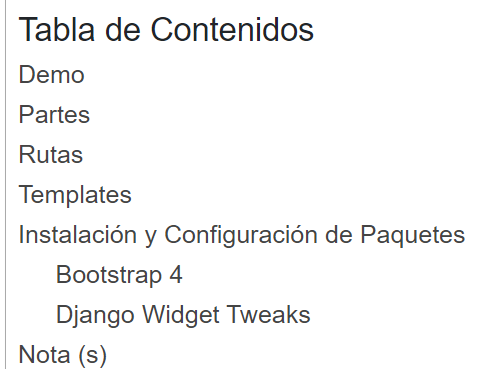 Tabla de Contenidos
Demo
Partes
Rutas
Templates
Instalación y Configuración de Paquetes
Bootstrap 4
Django Widget Tweaks
Nota (s)